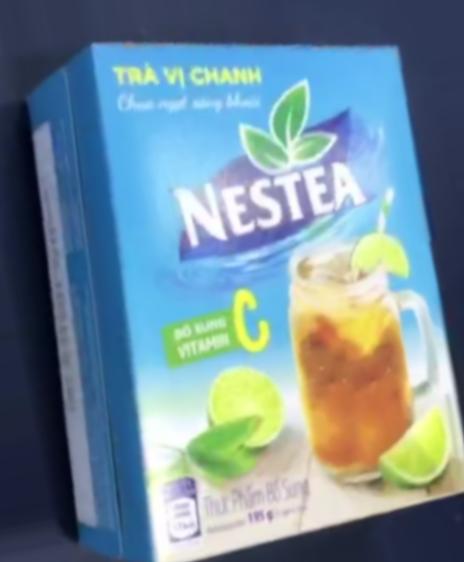 TRÀ VỊ CHANH
Chua ngọt sảng khoái
NESTEA
BỔ SUNG
VITAMIN C
Thực Phẩm Bổ Sung
195 g